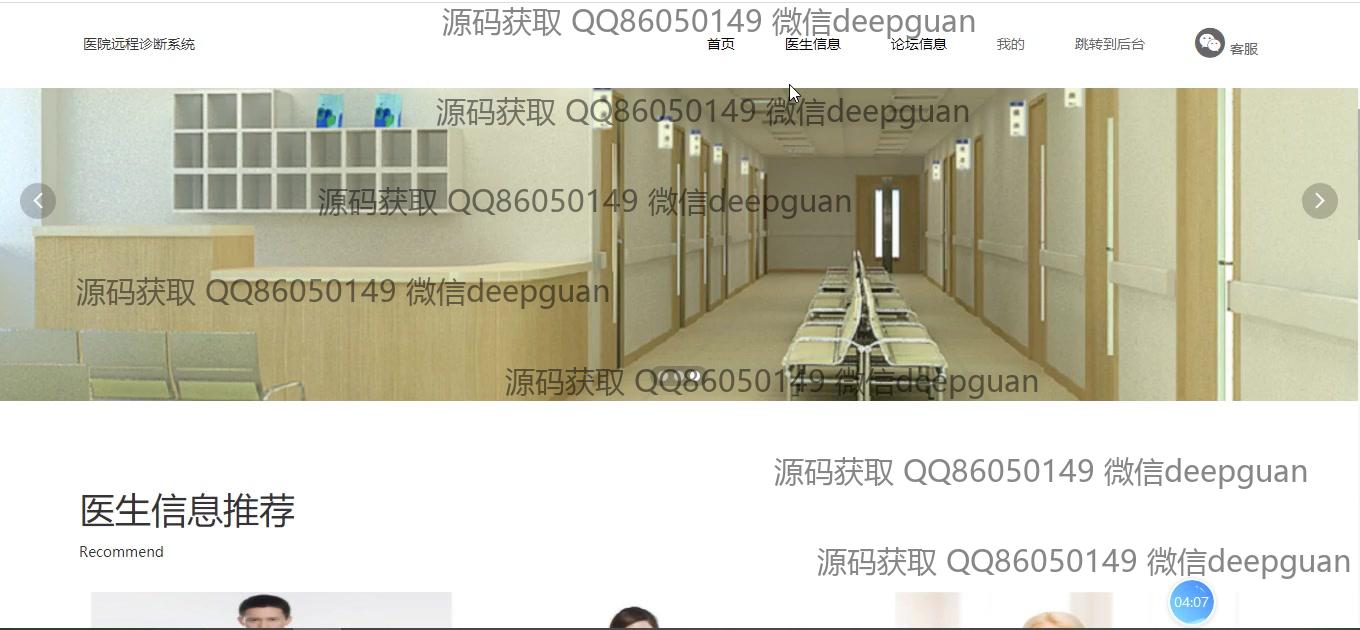 源码获取 QQ86050149 微信deepguan
医院远程诊断系统
首页
医生信息
论坛信息
我的
跳转到后台
客服
源码获取 QQ86050149 微信deepguan
源码获取 QQ86050149 微信deepguan
源码获取 QQ86050149 微信deepguan
源码获取 QQ86050149 微信deepguan
源码获取 QQ86050149 微信deepguan
医生信息推荐
Recommend
源码获取 QQ86050149 微信deepguan
04:07